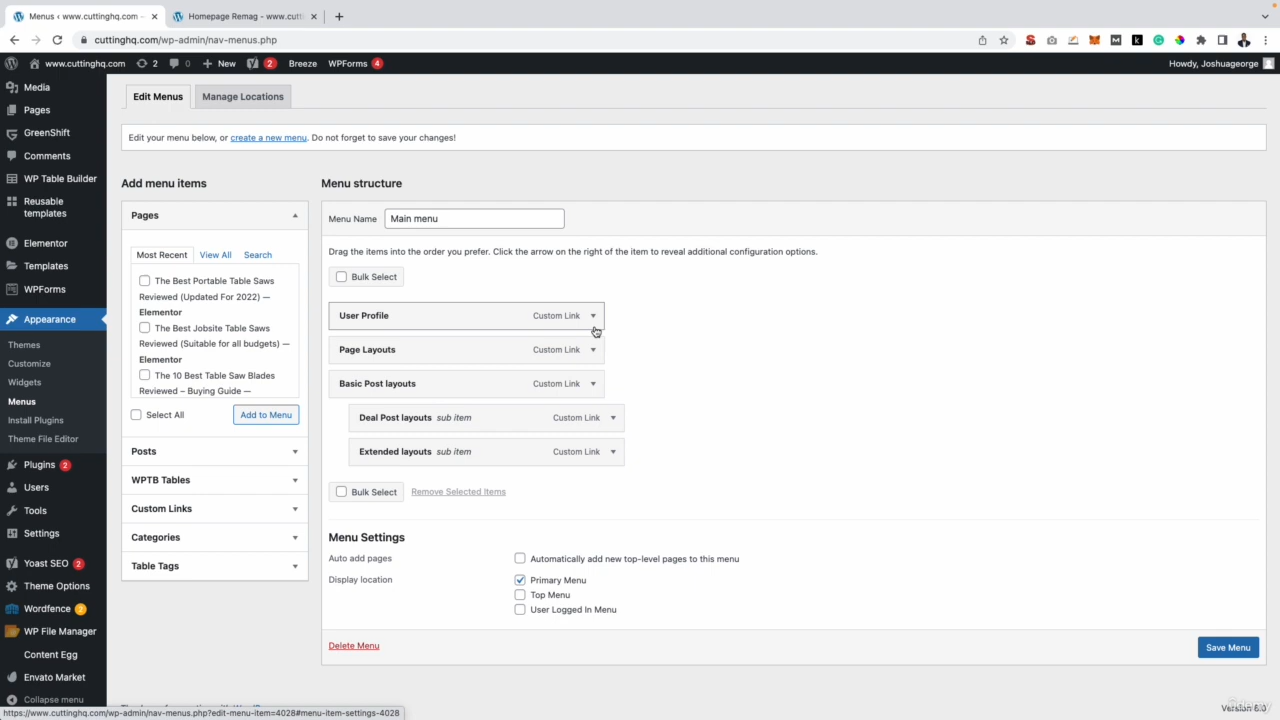 Menus ‹ www.cuttinghq.com –
Homepage Remag - www.cutti
cuttinghq.com/wp-admin/nav-menus.php
www.cuttinghq.com 2 0 New 2 Breeze WPForms 4 Howdy, Joshuageorge
Media
Pages
GreenShift
Comments
WP Table Builder
Reusable
templates
Elementor
Templates
WPForms
Appearance
Themes
Customize
Widgets
Menus
Install Plugins
Theme File Editor
Plugins 2
Users
Tools
Settings
Yoast SEO 2
Theme Options
Wordfence 2
WP File Manager
Content Egg
Envato Market
Collapse menu
Edit Menus Manage Locations
Edit your menu below, or create a new menu. Do not forget to save your changes!
Add menu items
Pages
Most Recent View All Search
The Best Portable Table Saws
Reviewed (Updated For 2022) —
Elementor
The Best Jobsite Table Saws
Reviewed (Suitable for all budgets) —
Elementor
The 10 Best Table Saw Blades
Reviewed – Buying Guide —
Select All Add to Menu
Posts
WPTB Tables
Custom Links
Categories
Table Tags
Menu structure
Menu Name Main menu
Drag the items into the order you prefer. Click the arrow on the right of the item to reveal additional configuration options.
Bulk Select
User Profile Custom Link
Page Layouts Custom Link
Basic Post layouts Custom Link
Deal Post layouts sub item Custom Link
Extended layouts sub item Custom Link
Bulk Select Remove Selected Items
Menu Settings
Auto add pages Automatically add new top-level pages to this menu
Display location Primary Menu
Top Menu
User Logged In Menu
Delete Menu Save Menu
https://www.cuttinghq.com/wp-admin/nav-menus.php?edit-menu-item=4028#menu-item-settings-4028
Version 6.0